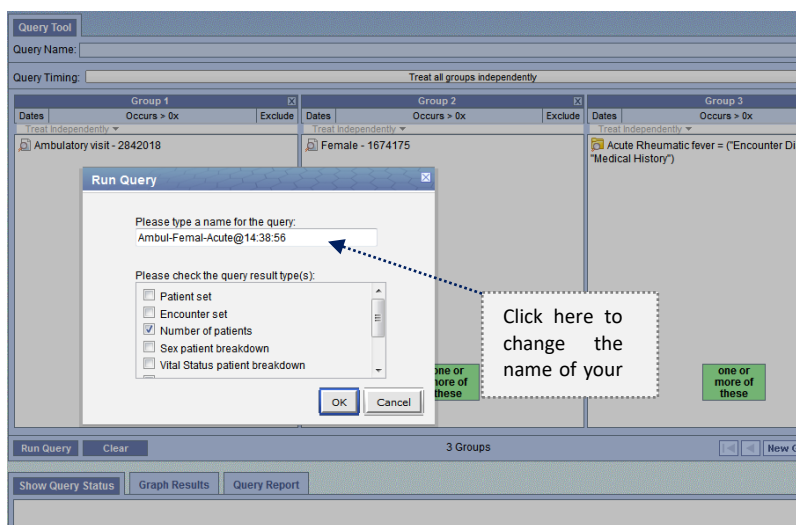 Query Tool
Query Name:
Query Timing: Treat all groups independently
Group 1 Group 2 Group 3
Dates Occurs > 0x Exclude Dates Occurs > 0x Exclude Dates Occurs > 0x
Treat Independently Treat Independently Treat Independently
Ambulatory visit - 2842018 Female - 1674175 Acute Rheumatic fever = ("Encounter Di
"Medical History")
Run Query
Please type a name for the query:
Ambul-Femal-Acute@14:38:56
Please check the query result type(s):
Patient set
Encounter set
Number of patients
Sex patient breakdown
Vital Status patient breakdown
OK Cancel
Click here to
change the
name of your
one or
more of
these
one or
more of
these
Run Query Clear 3 Groups New G
Show Query Status Graph Results Query Report